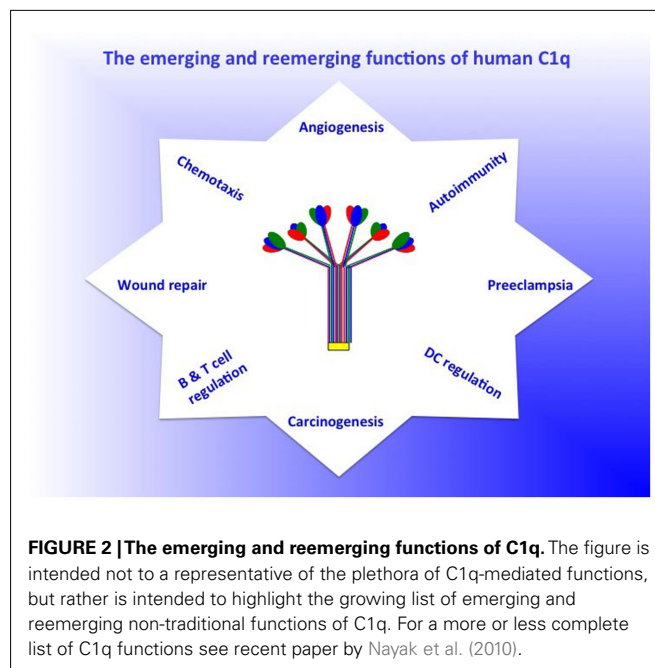 The emerging and reemerging functions of human C1q
Angiogenesis
Chemotaxis
Autoimmunity
Wound repair
Preeclampsia
B & T cell
regulation
DC regulation
Carcinogenesis
FIGURE 2 | The emerging and reemerging functions of C1q. The figure is
intended not to a representative of the plethora of C1q-mediated functions,
but rather is intended to highlight the growing list of emerging and
reemerging non-traditional functions of C1q. For a more or less complete
list of C1q functions see recent paper by Nayak et al. (2010).